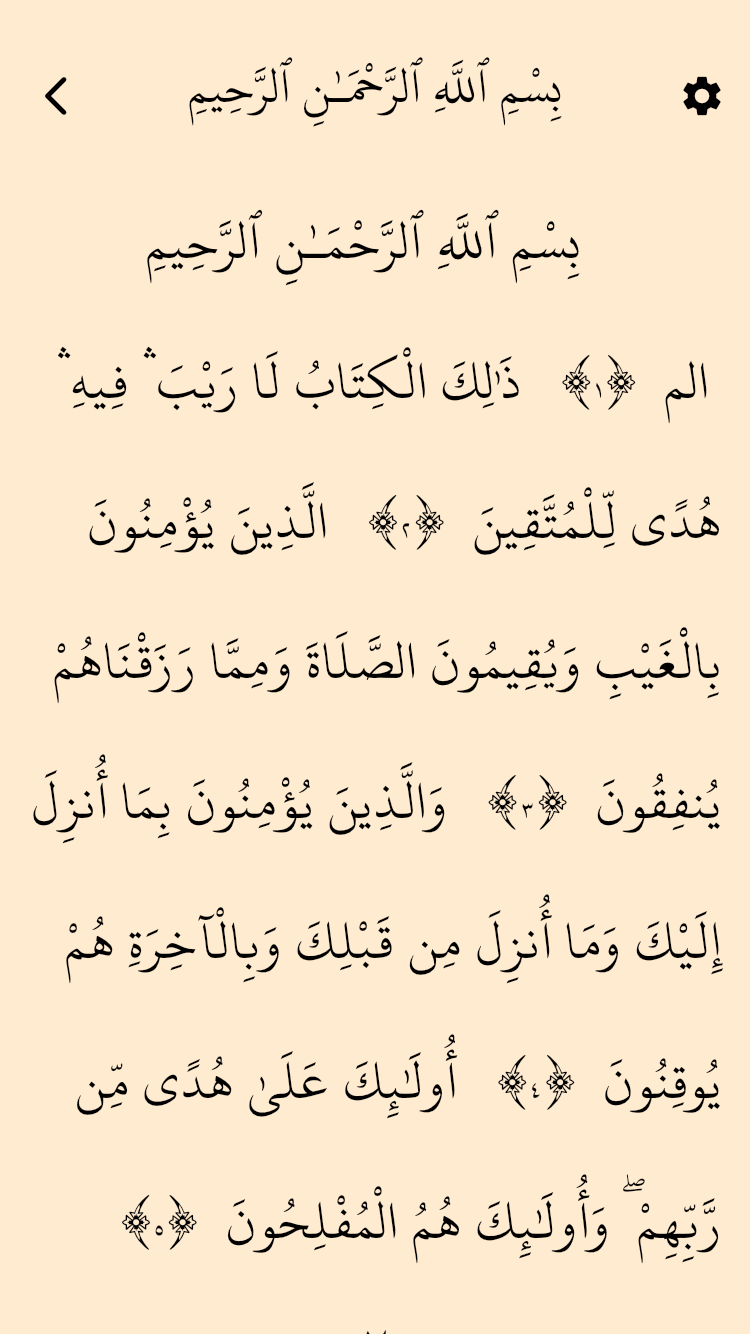 بِسْمِ ٱللَّهِ ٱلرَّحْمَـٰنِ ٱلرَّحِيمِ
بِسْمِ ٱللَّهِ ٱلرَّحْمَـٰنِ ٱلرَّحِيمِ
الم ﴿١﴾ ذَٰلِكَ الْكِتَابُ لَا رَيْبَ ۛ فِيهِ ۛ
هُدًى لِّلْمُتَّقِينَ ﴿٢﴾ الَّذِينَ يُؤْمِنُونَ
بِالْغَيْبِ وَيُقِيمُونَ الصَّلَاةَ وَمِمَّا رَزَقْنَاهُمْ
يُنفِقُونَ ﴿٣﴾ وَالَّذِينَ يُؤْمِنُونَ بِمَا أُنزِلَ
إِلَيْكَ وَمَا أُنزِلَ مِن قَبْلِكَ وَبِالْآخِرَةِ هُمْ
يُوقِنُونَ ﴿٤﴾ أُولَـٰئِكَ عَلَىٰ هُدًى مِّن
رَّبِّهِمْ ۖ وَأُولَـٰئِكَ هُمُ الْمُفْلِحُونَ ﴿٥﴾